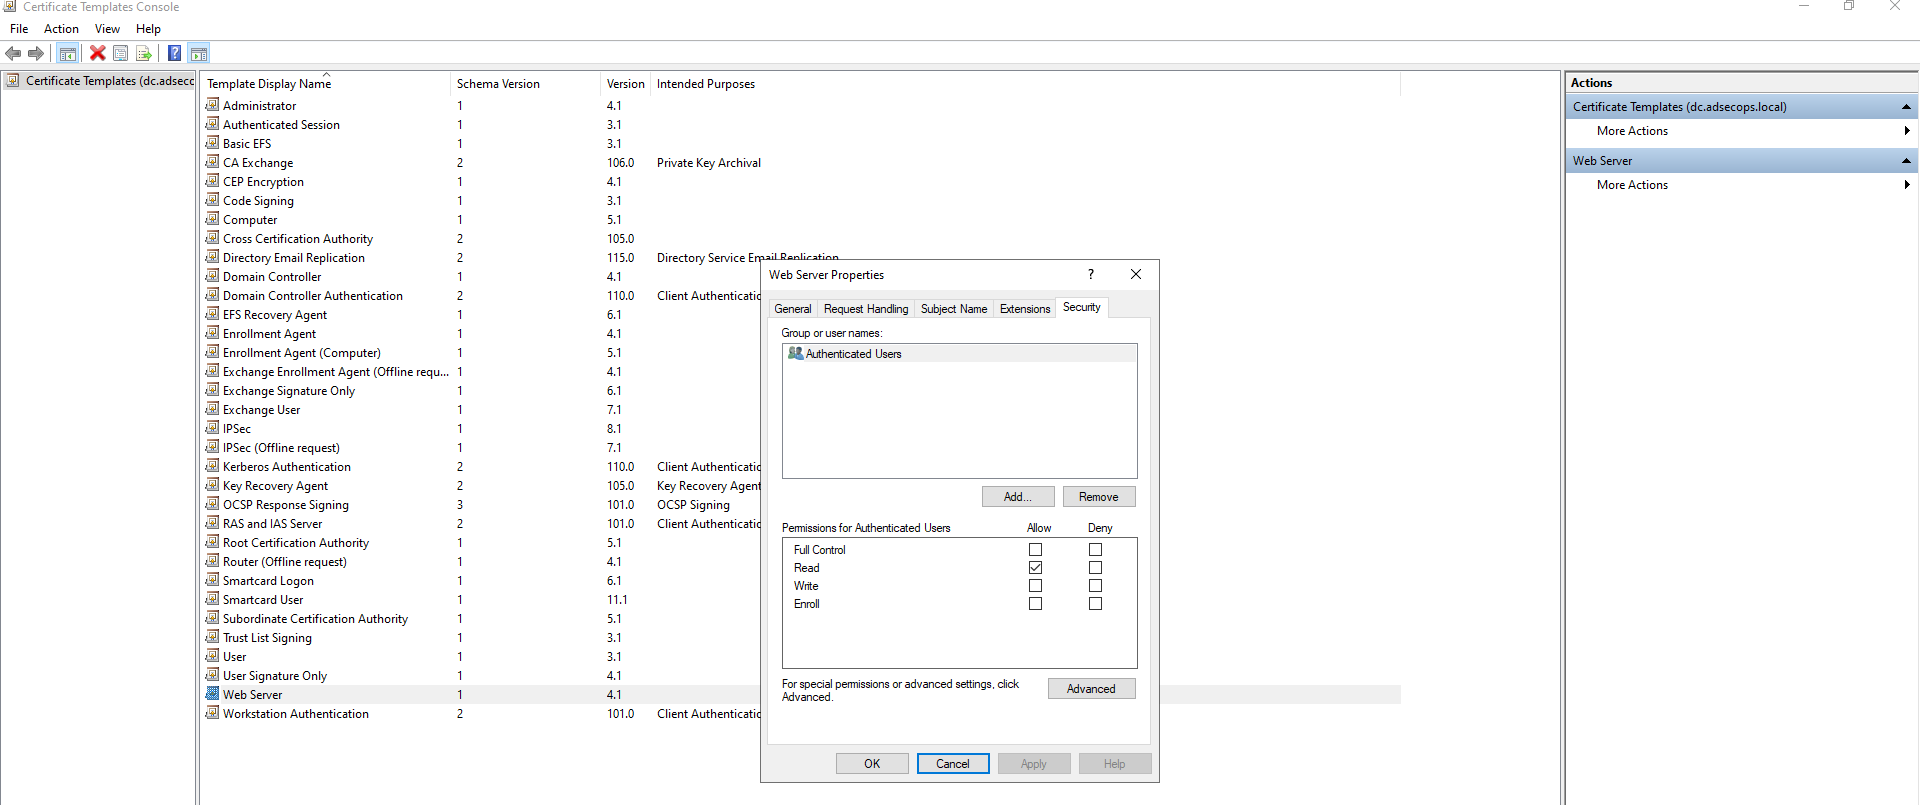 Certificate Templates Console
File Action View Help
Certificate Templates (dc.adsecc
Template Display Name Schema Version Version Intended Purposes
Administrator 1 4.1
Authenticated Session 1 3.1
Basic EFS 1 3.1
CA Exchange 2 106.0 Private Key Archival
CEP Encryption 1 4.1
Code Signing 1 3.1
Computer 1 5.1
Cross Certification Authority 2 105.0
Directory Email Replication 2 115.0 Directory Service Email Replication
Domain Controller 1 4.1
Domain Controller Authentication 2 110.0 Client Authenticatic
EFS Recovery Agent 1 6.1
Enrollment Agent 1 4.1
Enrollment Agent (Computer) 1 5.1
Exchange Enrollment Agent (Offline requ... 1 4.1
Exchange Signature Only 1 6.1
Exchange User 1 7.1
IPSec 1 8.1
IPSec (Offline request) 1 7.1
Kerberos Authentication 2 110.0 Client Authenticatic
Key Recovery Agent 2 105.0 Key Recovery Agent
OCSP Response Signing 3 101.0 OCSP Signing
RAS and IAS Server 2 101.0 Client Authenticatic
Root Certification Authority 1 5.1
Router (Offline request) 1 4.1
Smartcard Logon 1 6.1
Smartcard User 1 11.1
Subordinate Certification Authority 1 5.1
Trust List Signing 1 3.1
User 1 3.1
User Signature Only 1 4.1
Web Server 1 4.1
Workstation Authentication 2 101.0 Client Authenticatic
Web Server Properties ?
General Request Handling Subject Name Extensions Security
Group or user names:
Authenticated Users
Add... Remove
Permissions for Authenticated Users Allow Deny
Full Control
Read
Write
Enroll
For special permissions or advanced settings, click
Advanced.
Advanced
OK Cancel Apply Help
Actions
Certificate Templates (dc.adsecops.local)
More Actions
Web Server
More Actions